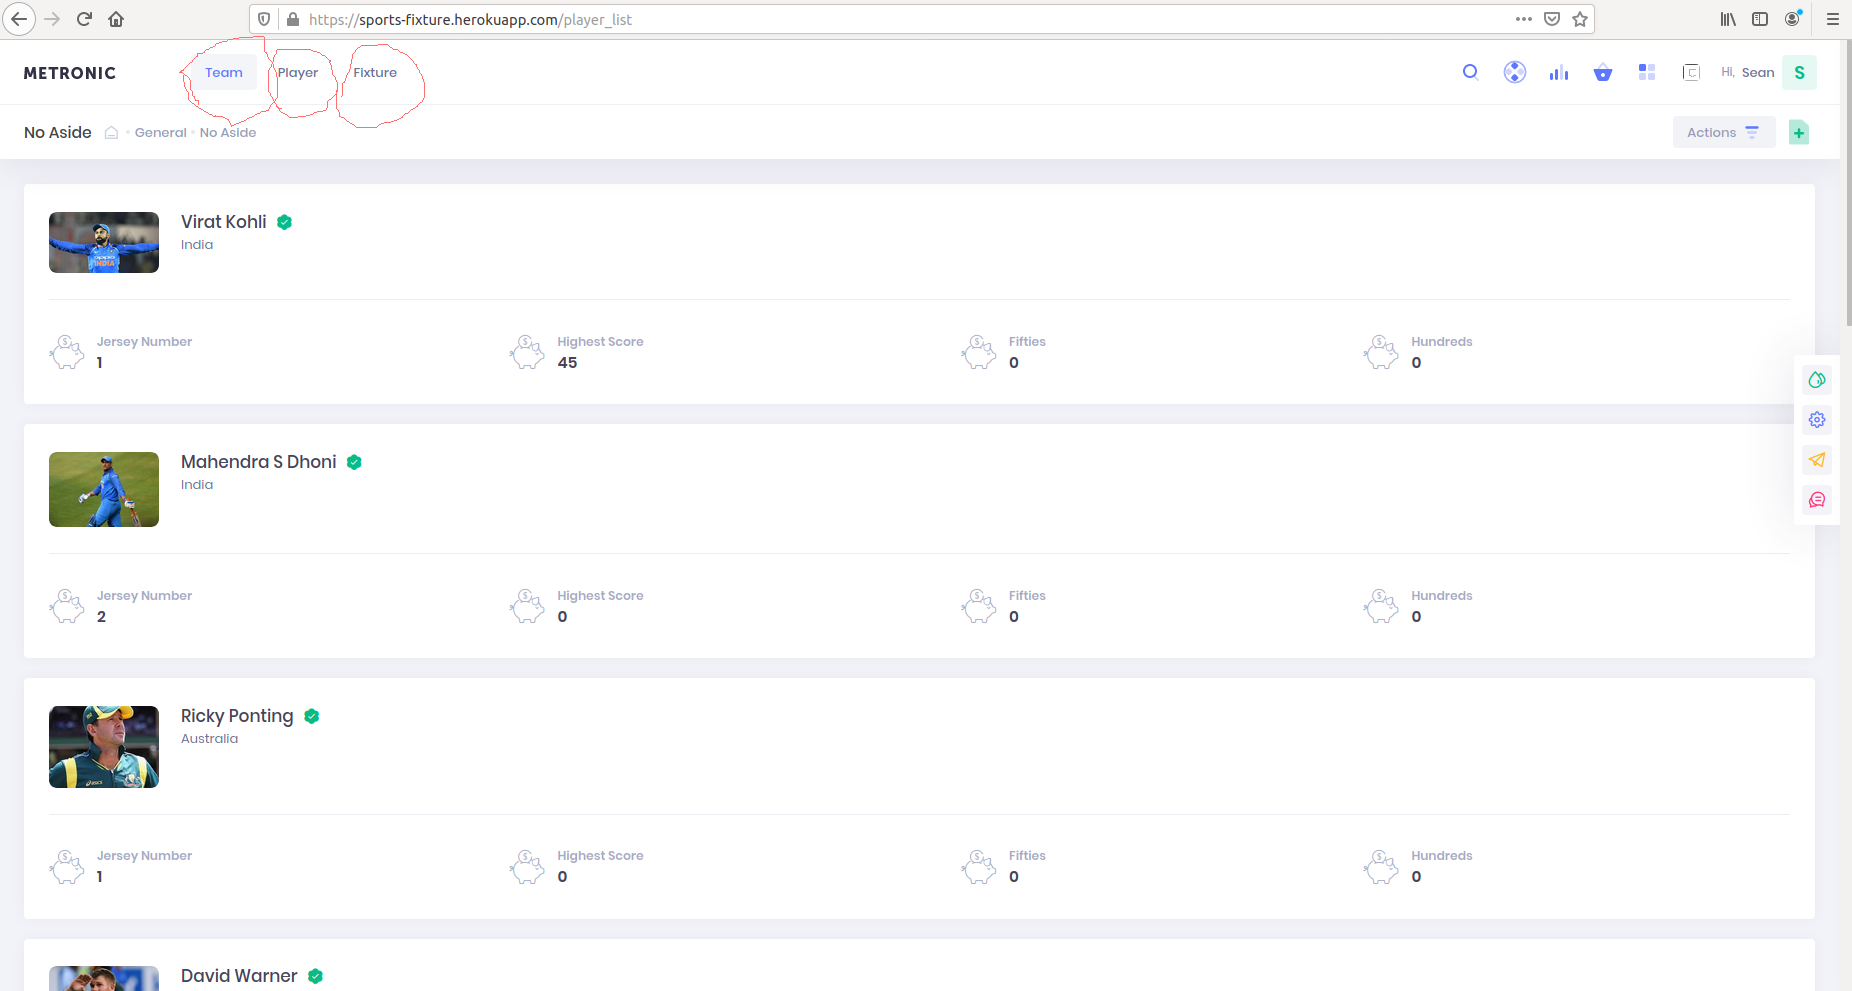 https://sports-fixture.herokuapp.com/player_list
METRONIC Team Player Fixture Hi, Sean S
No Aside General No Aside Actions
Virat Kohli
India
Jersey Number Highest Score Fifties Hundreds
1 45 0 0
Mahendra S Dhoni
India
Jersey Number Highest Score Fifties Hundreds
2 0 0 0
Ricky Ponting
Australia
Jersey Number Highest Score Fifties Hundreds
1 0 0 0
David Warner